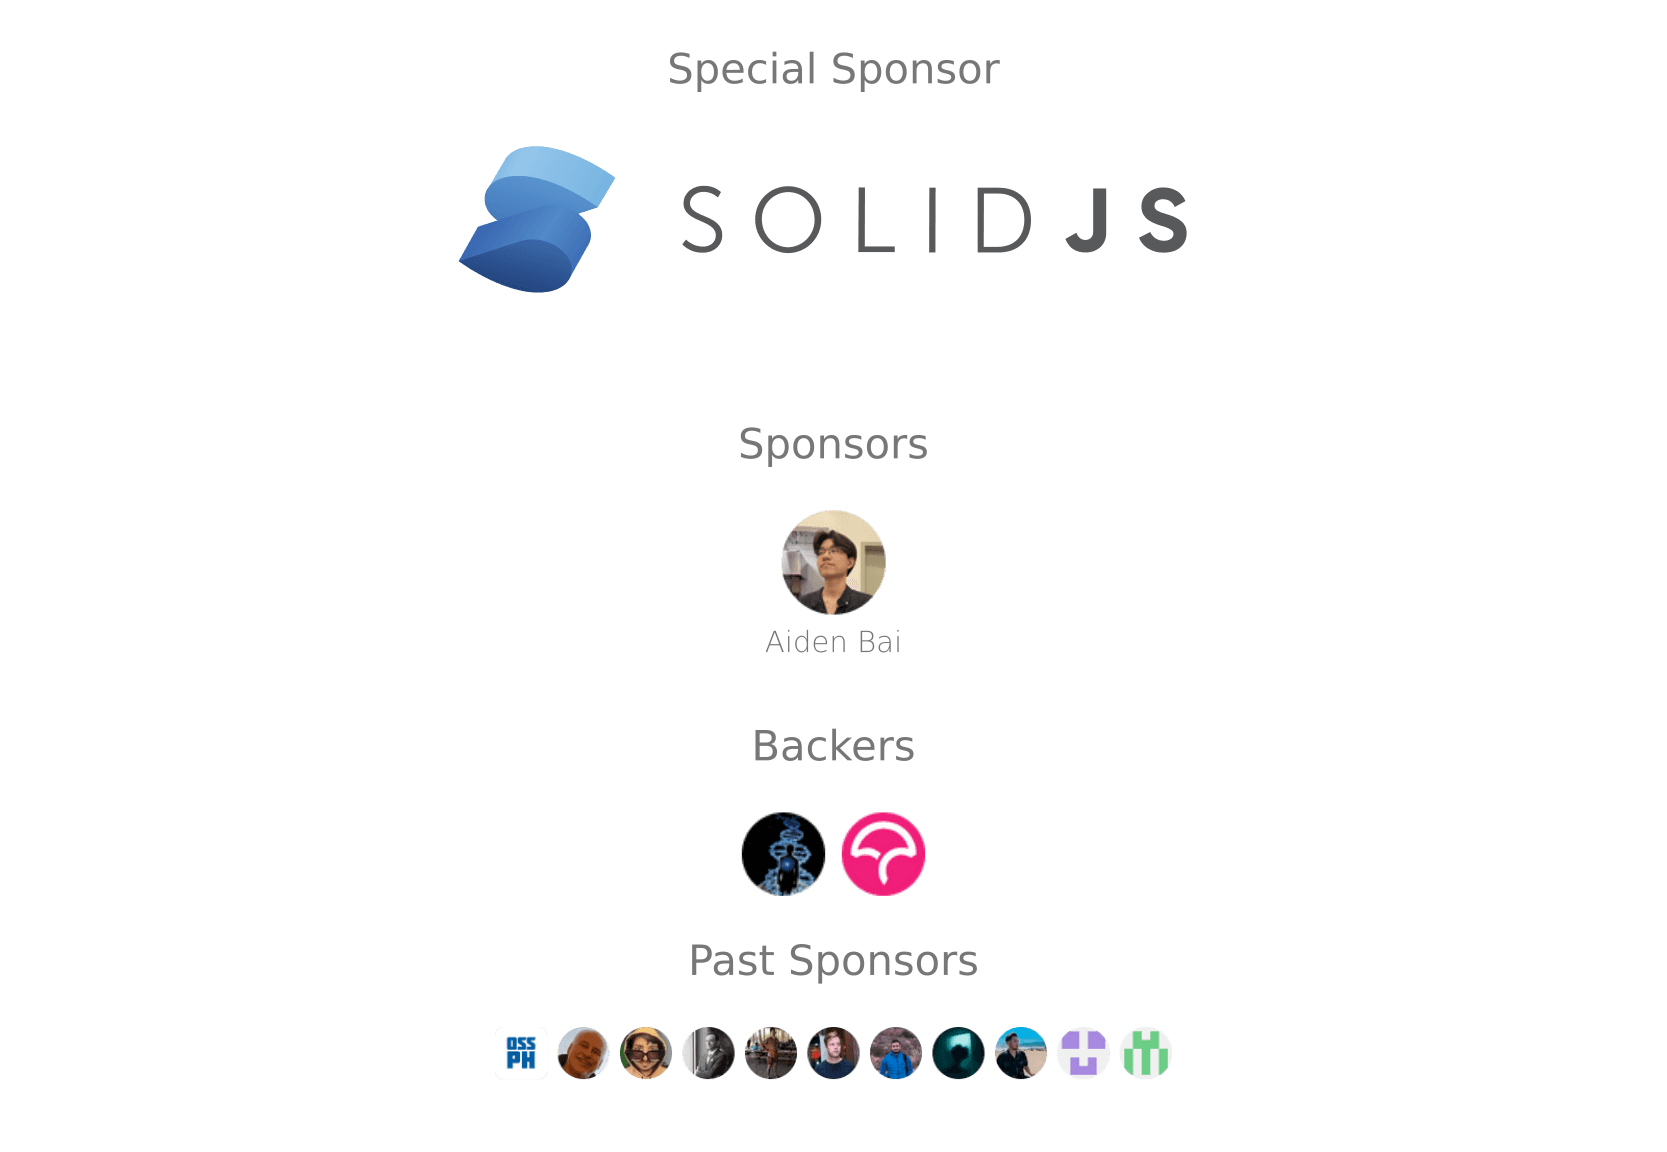 Special Sponsor
SOLIDJS
Sponsors
Aiden Bai
Backers
Past Sponsors
OSS
PH